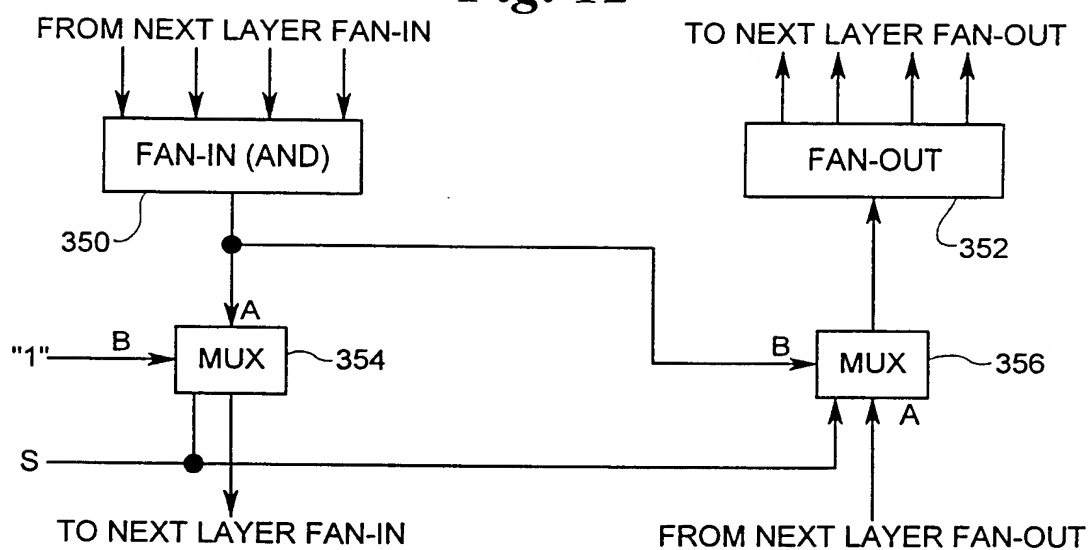 FROM NEXT LAYER FAN-IN
TO NEXT LAYER FAN-OUT
FAN-IN (AND)
FAN-OUT
350
352
A
"1"
B
MUX
354
B
MUX
356
A
S
TO NEXT LAYER FAN-IN
FROM NEXT LAYER FAN-OUT